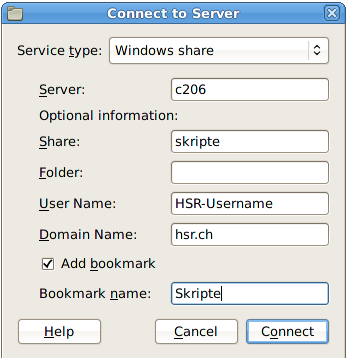 Connect to Server
Service type: Windows share
Server: c206
Optional information:
Share: skripte
Folder:
User Name: HSR-Username
Domain Name: hsr.ch
Add bookmark
Bookmark name: Skripte
Help Cancel Connect